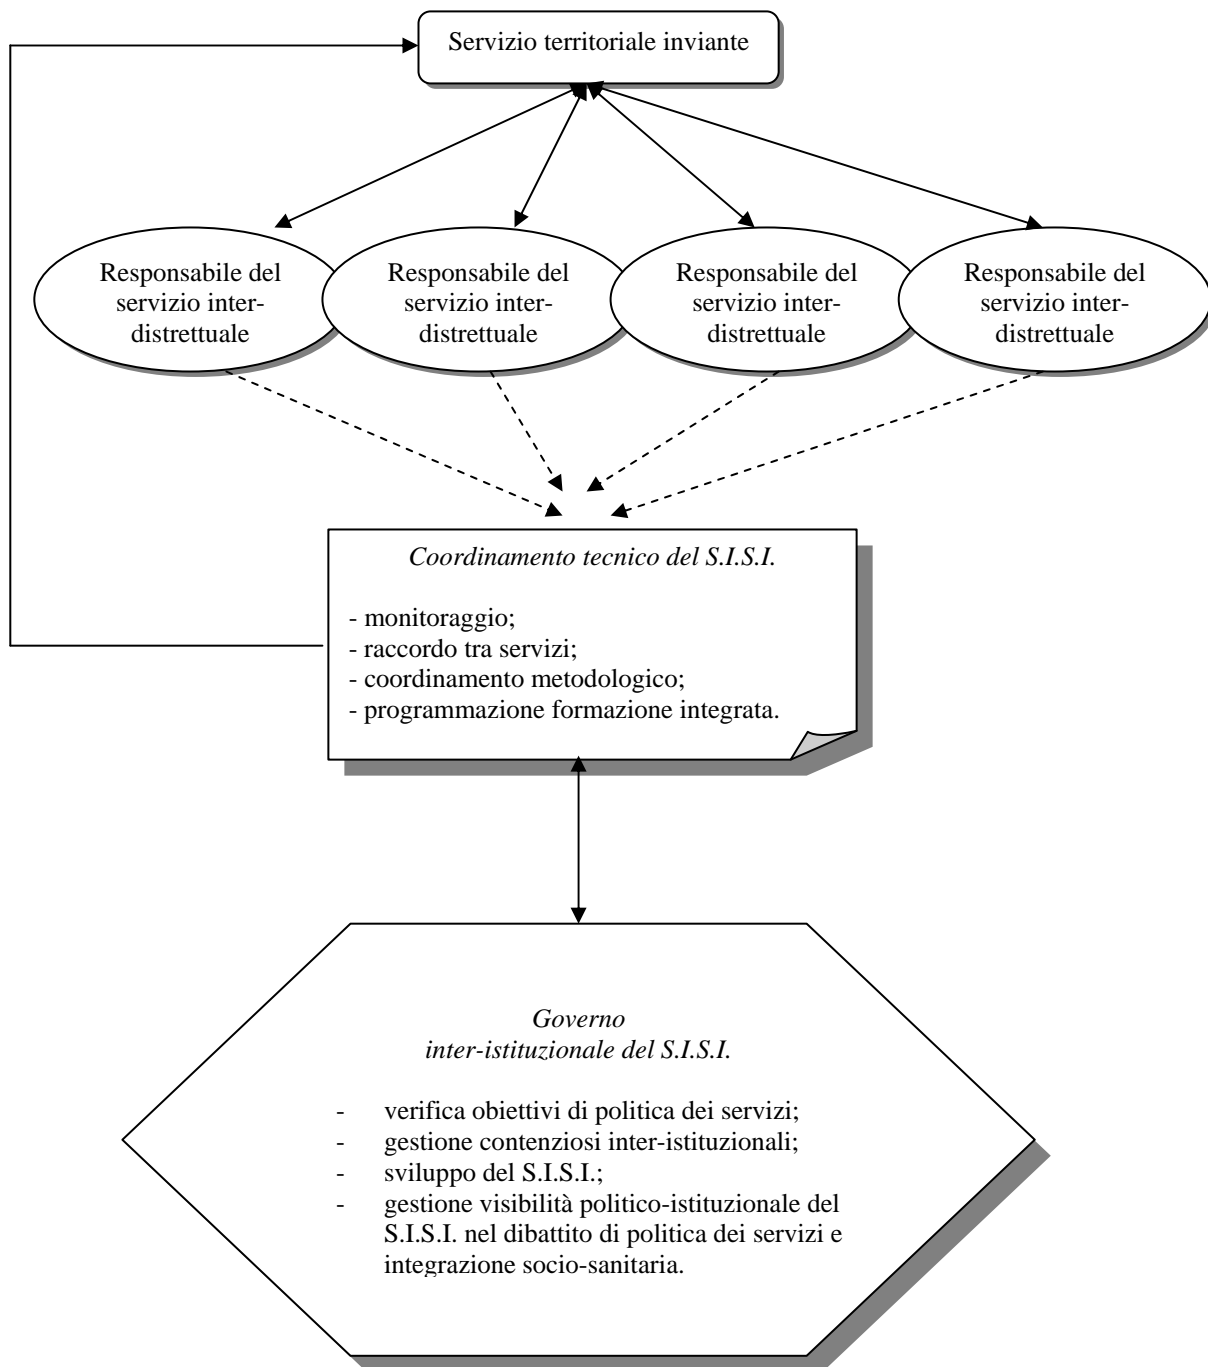 Servizio territoriale inviante
Responsabile del
servizio inter-
distrettuale
Responsabile del
servizio inter-
distrettuale
Responsabile del
servizio inter-
distrettuale
Responsabile del
servizio inter-
distrettuale
Coordinamento tecnico del S.I.S.I.
- monitoraggio;
- raccordo tra servizi;
- coordinamento metodologico;
- programmazione formazione integrata.
Governo
inter-istituzionale del S.I.S.I.
- verifica obiettivi di politica dei servizi;
- gestione contenziosi inter-istituzionali;
- sviluppo del S.I.S.I.;
- gestione visibilità politico-istituzionale del
S.I.S.I. nel dibattito di politica dei servizi e
integrazione socio-sanitaria.